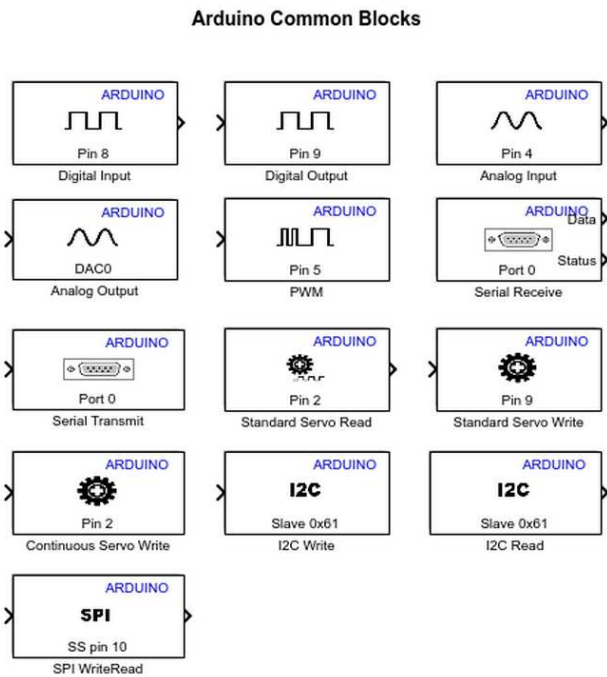 Arduino Common Blocks
ARDUINO
Pin 8
Digital Input
ARDUINO
Pin 9
Digital Output
ARDUINO
Pin 4
Analog Input
ARDUINO
DAC0
Analog Output
ARDUINO
Pin 5
PWM
ARDUINO
Data
Status
Port 0
Serial Receive
ARDUINO
Port 0
Serial Transmit
ARDUINO
Pin 2
Standard Servo Read
ARDUINO
Pin 9
Standard Servo Write
ARDUINO
Pin 2
Continuous Servo Write
ARDUINO
I2C
Slave 0x61
I2C Write
ARDUINO
I2C
Slave 0x61
I2C Read
ARDUINO
SPI
SS pin 10
SPI WriteRead